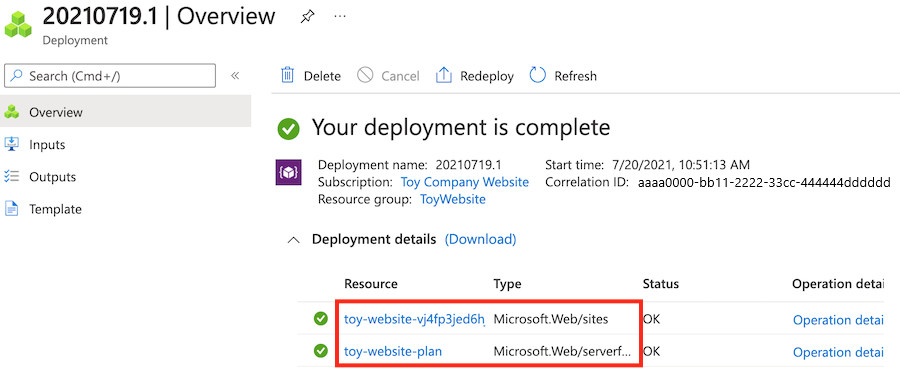 20210719.1 | Overview ...
Deployment
Search (Cmd+/) «
Delete Cancel Redeploy Refresh
Overview
Inputs
Outputs
Template
Your deployment is complete
Deployment name: 20210719.1 Start time: 7/20/2021, 10:51:13 AM
Subscription: Toy Company Website Correlation ID: aaaa0000-bb11-2222-33cc-444444dddddd
Resource group: ToyWebsite
Deployment details (Download)
Resource Type Status Operation detai
toy-website-vj4fp3jed6h Microsoft.Web/sites OK Operation detai
toy-website-plan Microsoft.Web/serverf... OK Operation detai